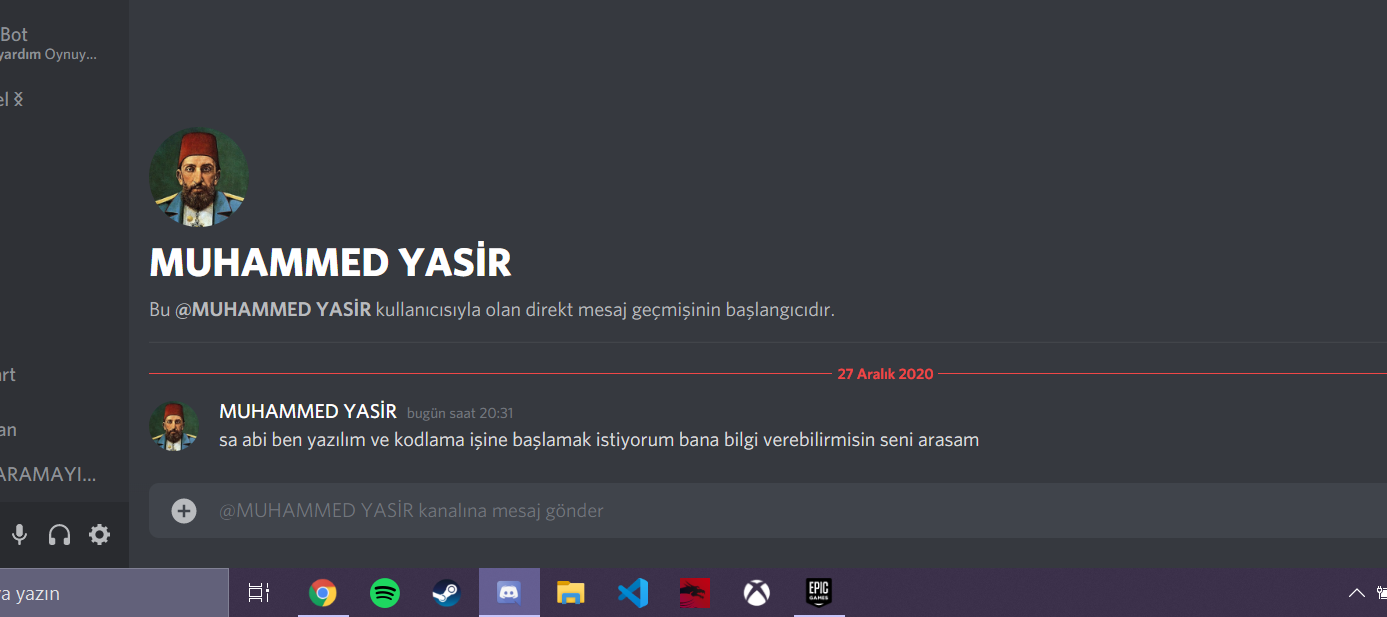 Bot
yardım Oynuy...
el
MUHAMMED YASİR
Bu @MUHAMMED YASİR kullanıcısıyla olan direkt mesaj geçmişinin başlangıcıdır.
27 Aralık 2020
MUHAMMED YASİR bugün saat 20:31
sa abi ben yazılım ve kodlama işine başlamak istiyorum bana bilgi verebilirmisin seni arasam
art
an
ARAMAYI...
@MUHAMMED YASİR kanalına mesaj gönder
a yazın
EPIC
GAMES